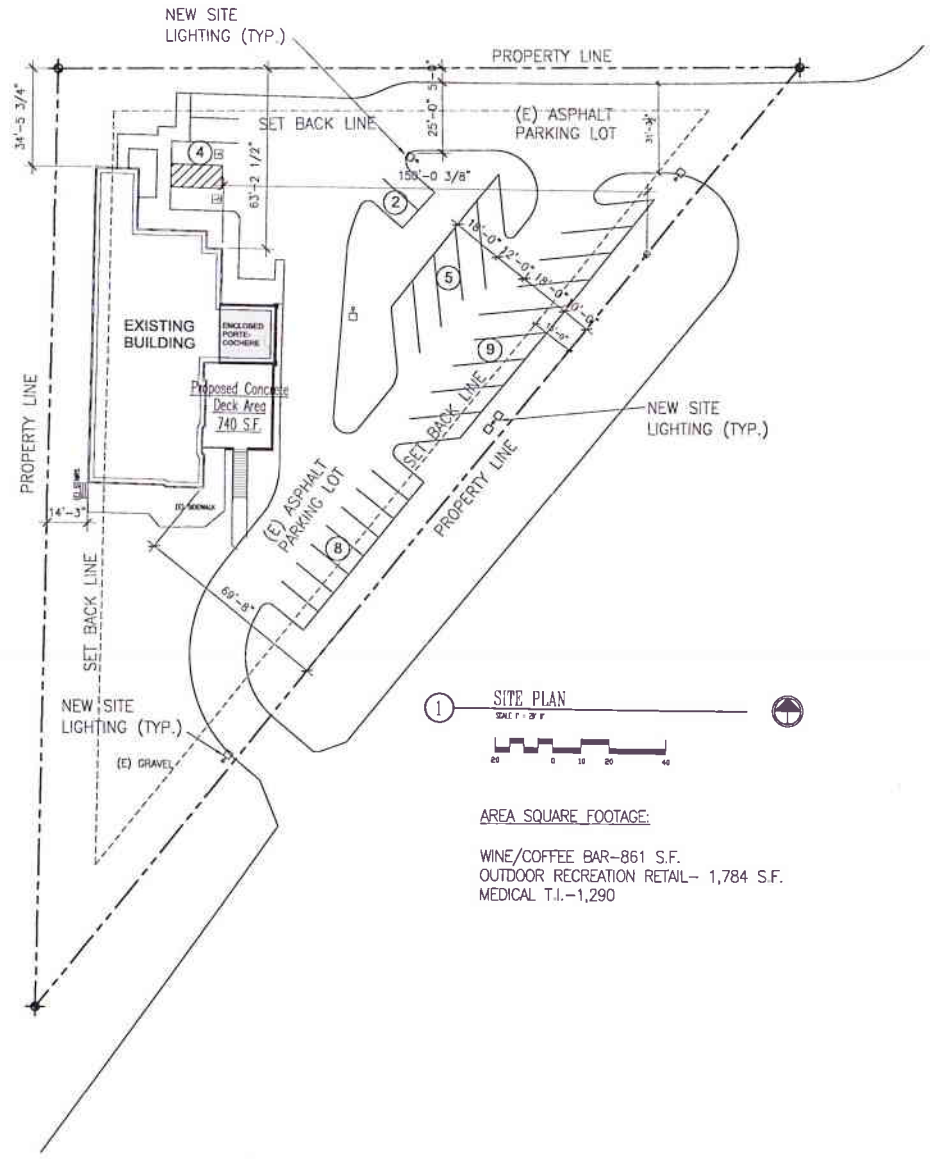 NEW SITE
LIGHTING (TYP.)
PROPERTY LINE
34'-5 3/4"
5'-0"
25'-0"
SET BACK LINE
(E) ASPHALT
PARKING LOT
4
63'-2 1/2"
150'-0 3/8"
2
18'-0"
22'-0"
18'-0"
5
EXISTING
BUILDING
ENCLOSED
PORTE-
COCHERE
9
Proposed Concrete
Deck Area
740 S.F.
PROPERTY LINE
SET BACK LINE
NEW SITE
LIGHTING (TYP.)
PROPERTY LINE
14'-3"
(E) SIDEWALK
(E) ASPHALT
PARKING LOT
8
69'-8"
SET BACK LINE
NEW SITE
LIGHTING (TYP.)
(E) GRAVEL
1
SITE PLAN
20 0 10 20 40
AREA SQUARE FOOTAGE:
WINE/COFFEE BAR-861 S.F.
OUTDOOR RECREATION RETAIL- 1,784 S.F.
MEDICAL T.I.-1,290